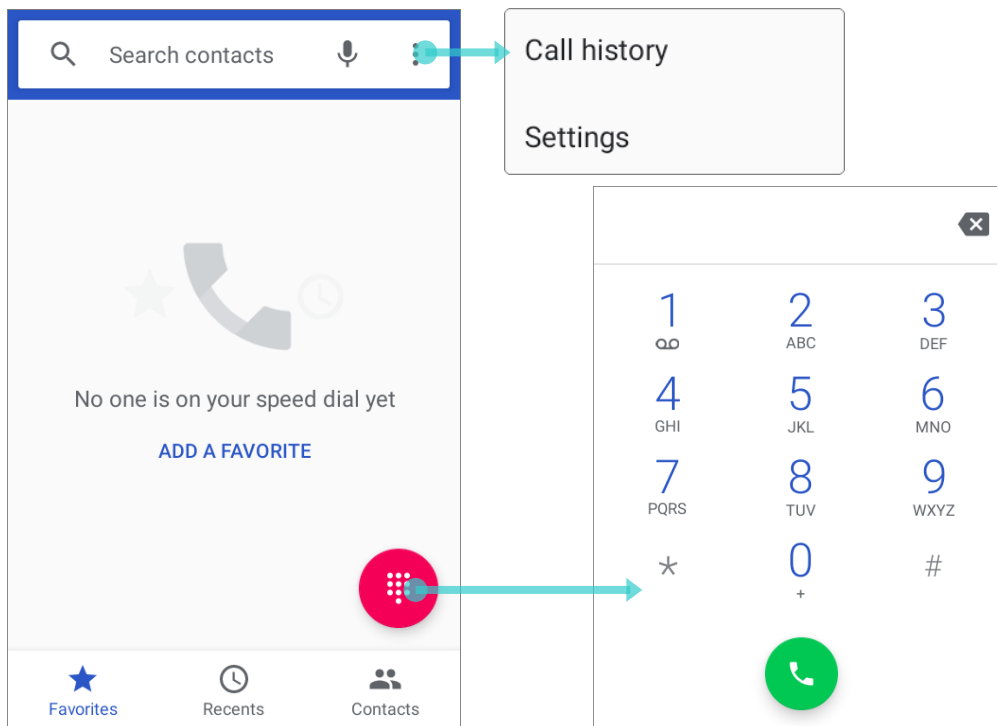 Search contacts
Call history
Settings
No one is on your speed dial yet
ADD A FAVORITE
Favorites
Recents
Contacts
1 2 3
ABC DEF
4 5 6
GHI JKL MNO
7 8 9
PQRS TUV WXYZ
* 0 #
+